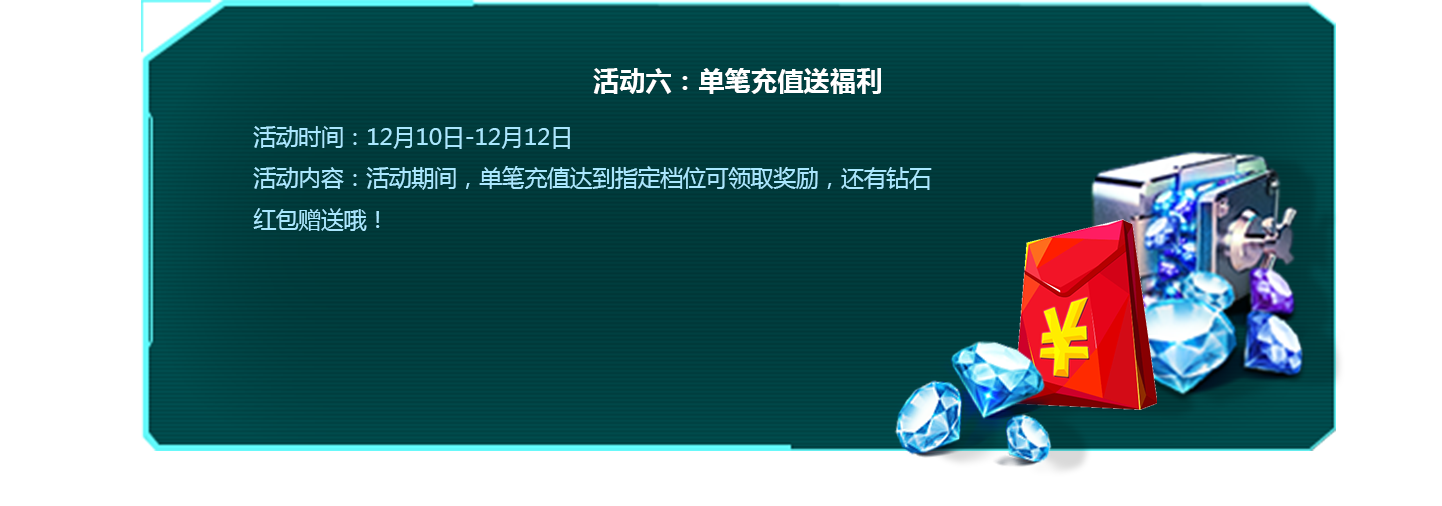 活动六：单笔充值送福利
活动时间：12月10日-12月12日
活动内容：活动期间，单笔充值达到指定档位可领取奖励，还有钻石
红包赠送哦！
¥